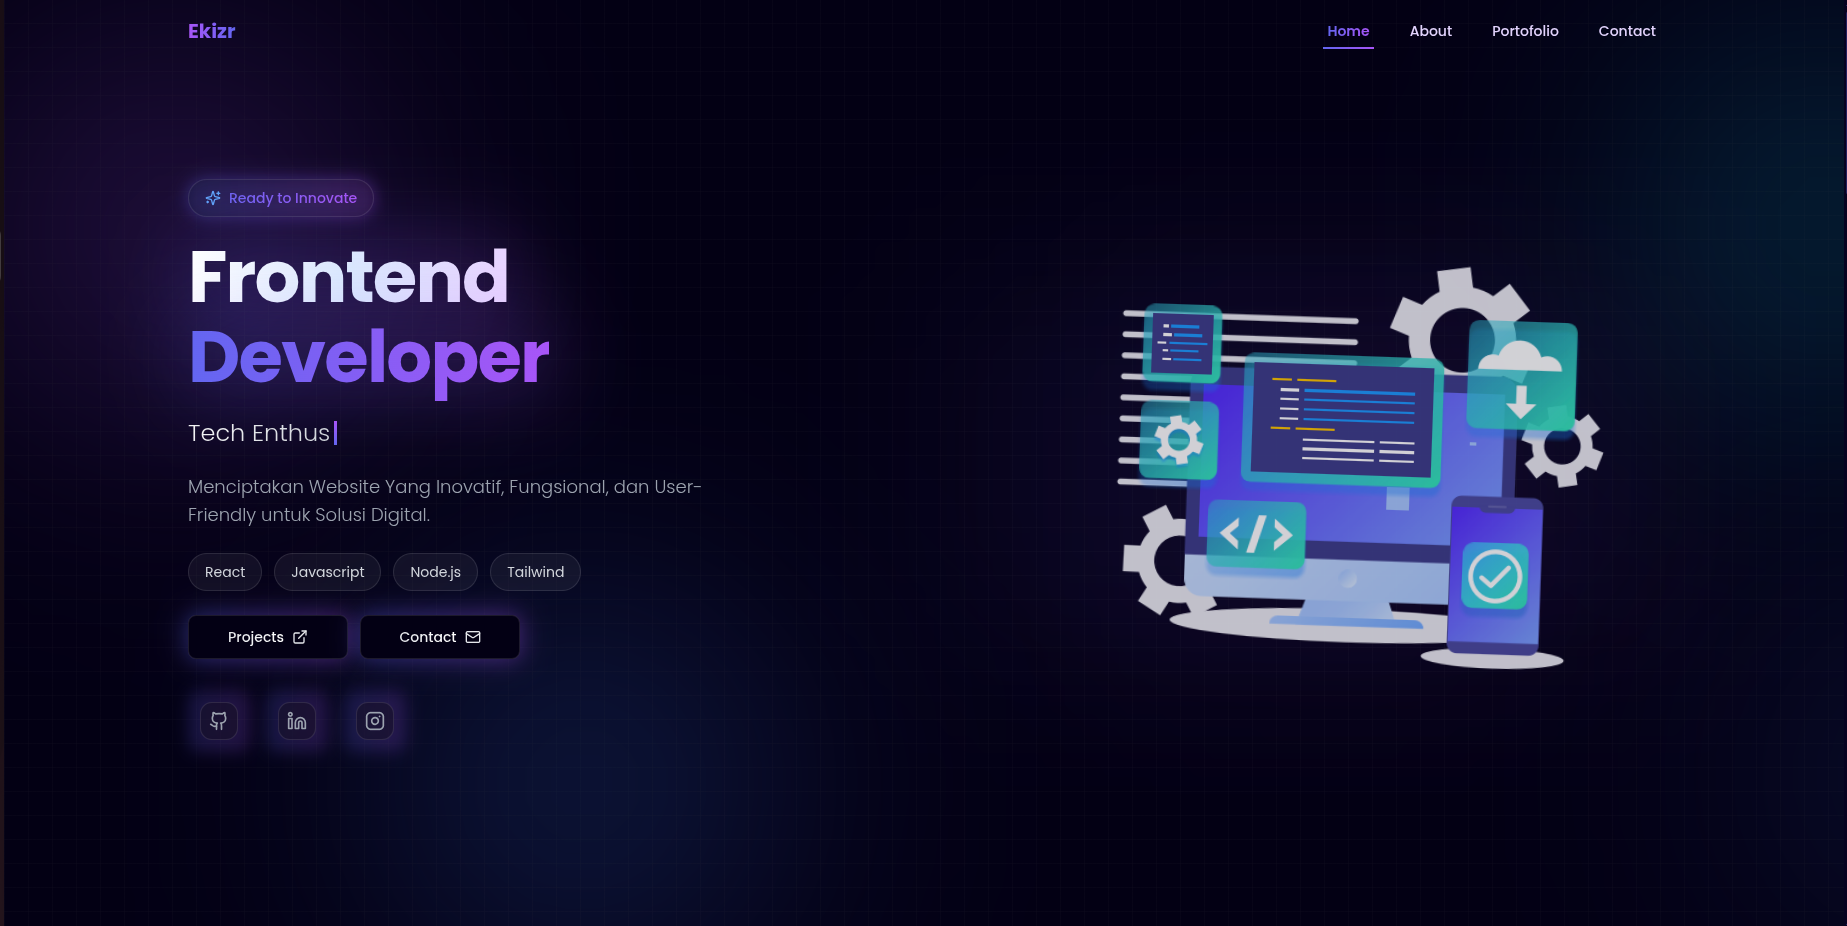 Ekizr
Home About Portofolio Contact
Ready to Innovate
Frontend
Developer
Tech Enthus
Menciptakan Website Yang Inovatif, Fungsional, dan User-
Friendly untuk Solusi Digital.
React Javascript Node.js Tailwind
Projects Contact